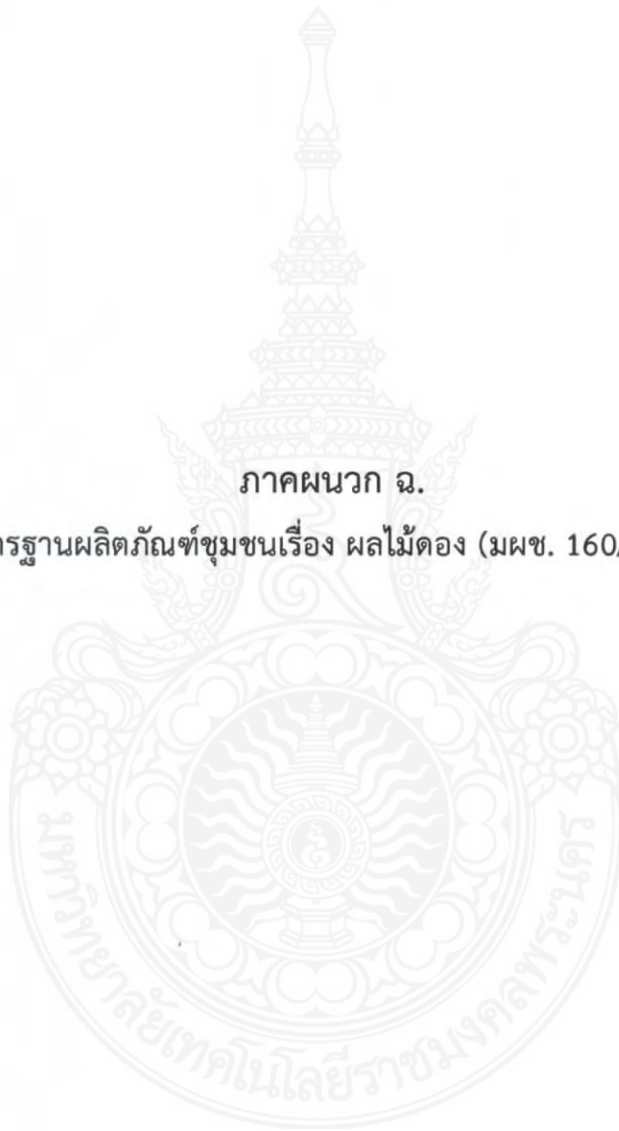 ภาคผนวก ฉ.
รฐานผลิตภัณฑ์ชุมชนเรื่อง ผลไม้ดอง (มผช. 160
มหาวิทยาลัยเทคโนโลยีราชมงคลพระนคร